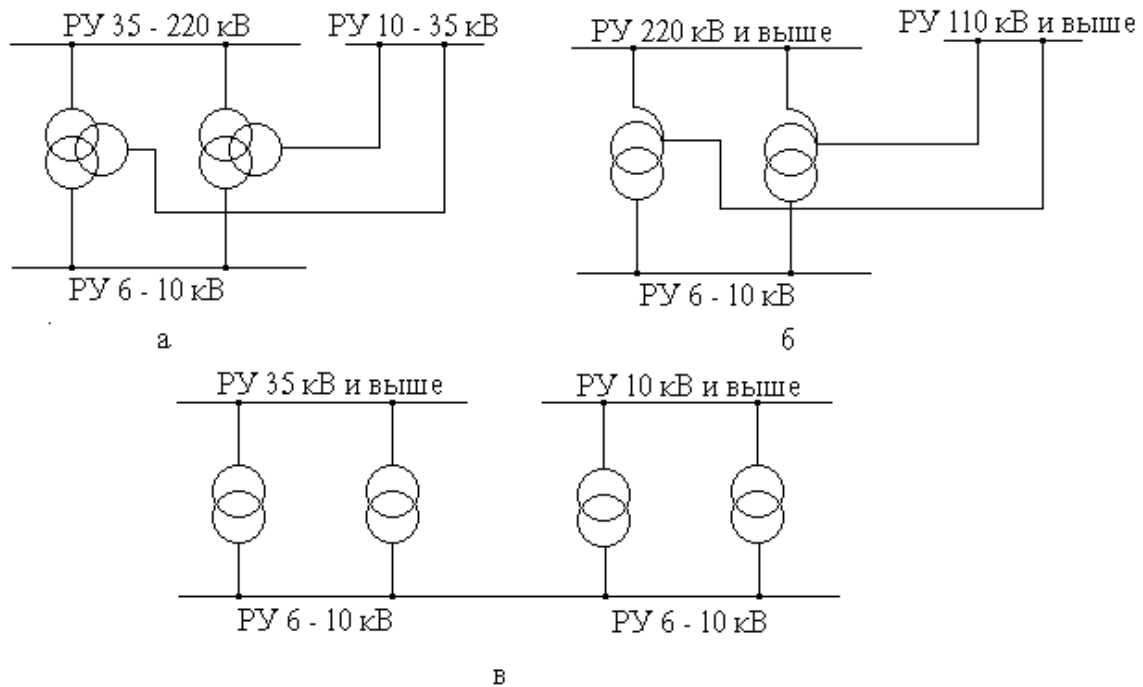 РУ 35 - 220 кВ
РУ 10 - 35 кВ
РУ 6 - 10 кВ
а
РУ 220 кВ и выше
РУ 110 кВ и выше
РУ 6 - 10 кВ
б
РУ 35 кВ и выше
РУ 10 кВ и выше
РУ 6 - 10 кВ
РУ 6 - 10 кВ
в